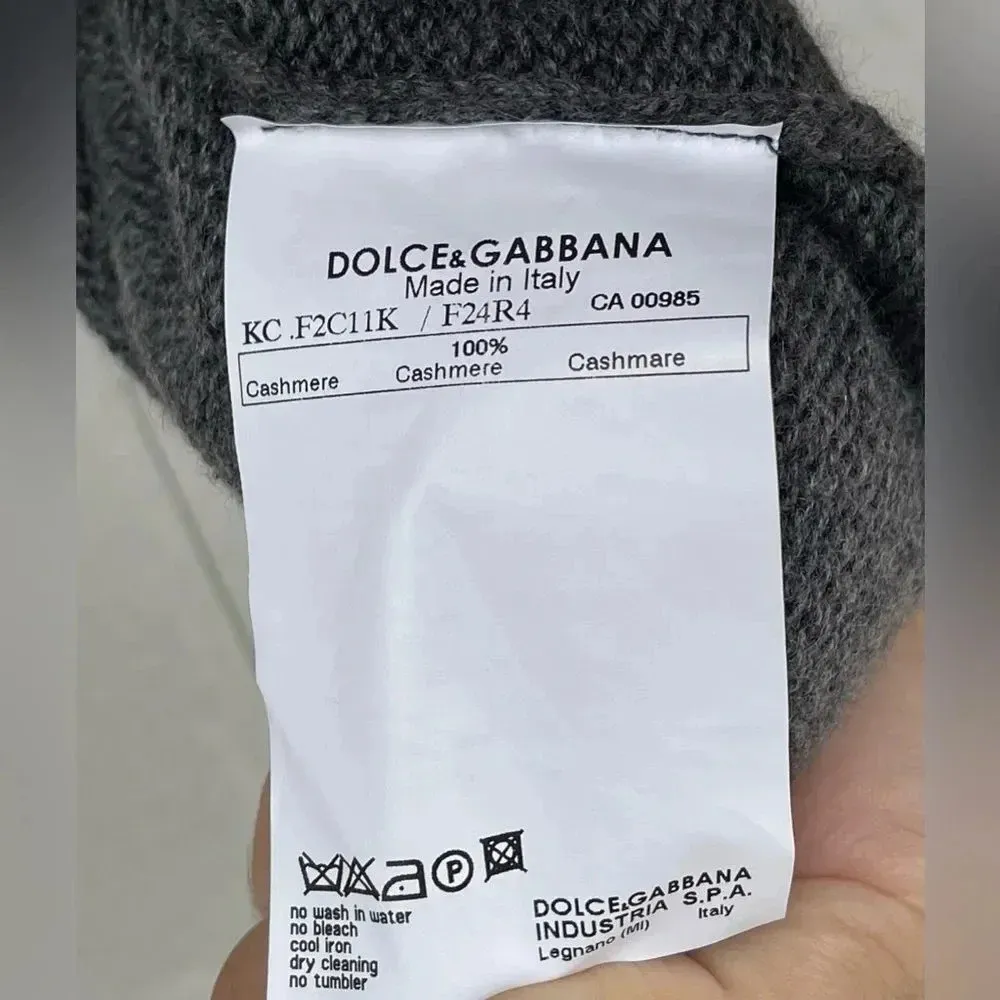 DOLCE&GABBANA
Made in Italy
KC .F2C11K / F24R4 CA 00985
100%
Cashmere Cashmere Cashmare
P
no wash in water
no bleach
cool iron
dry cleaning
no tumbler
DOLCE&GABBANA
INDUSTRIA S.P.A.
Legnano (MI) Italy